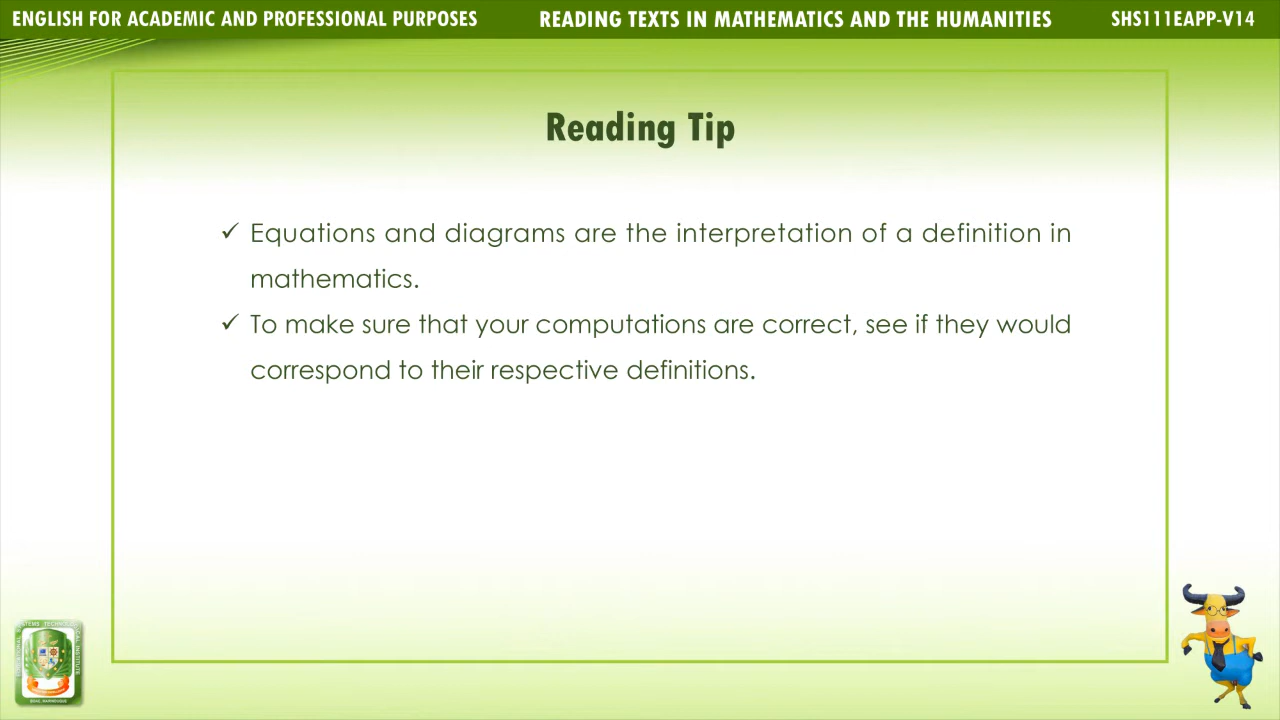 ENGLISH FOR ACADEMIC AND PROFESSIONAL PURPOSES READING TEXTS IN MATHEMATICS AND THE HUMANITIES SHS111EAPP-V14
Reading Tip
✓ Equations and diagrams are the interpretation of a definition in
mathematics.
✓ To make sure that your computations are correct, see if they would
correspond to their respective definitions.